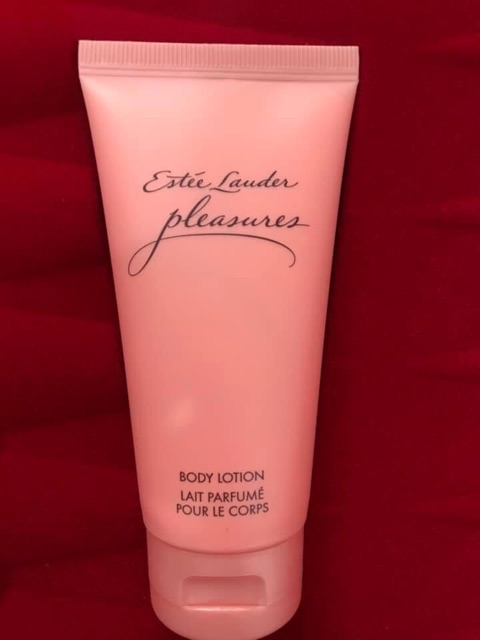 Estée Lauder
pleasures
BODY LOTION
LAIT PARFUMÉ
POUR LE CORPS